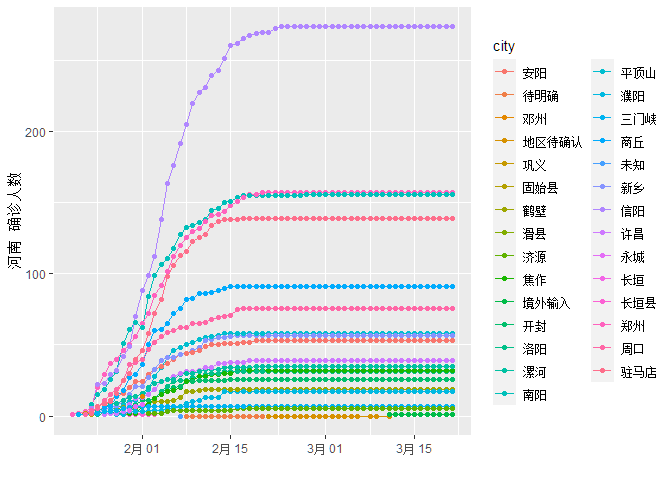 city
安阳
待明确
邓州
地区待确认
巩义
固始县
鹤壁
滑县
济源
焦作
境外输入
开封
洛阳
漯河
南阳
平顶山
濮阳
三门峡
商丘
未知
新乡
信阳
许昌
永城
长垣
长垣县
郑州
周口
驻马店
河南 确诊人数
200
100
0
2月 01
2月 15
3月 01
3月 15